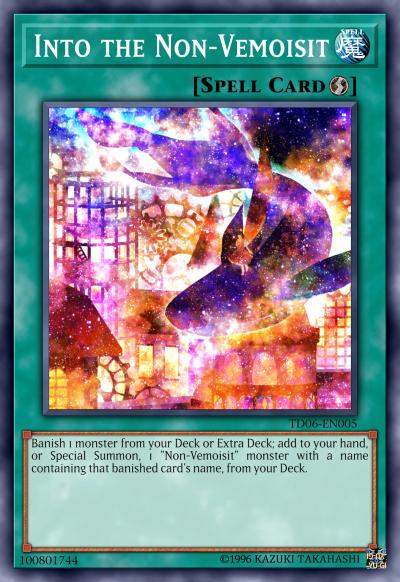 INTO THE NON-VEMOISIT
SPELL
魔
[SPELL CARD]
TD06-EN005
Banish 1 monster from your Deck or Extra Deck; add to your hand,
or Special Summon, 1 "Non-Vemoisit" monster with a name
containing that banished card's name, from your Deck.
100801744
©1996 KAZUKI TAKAHASHI